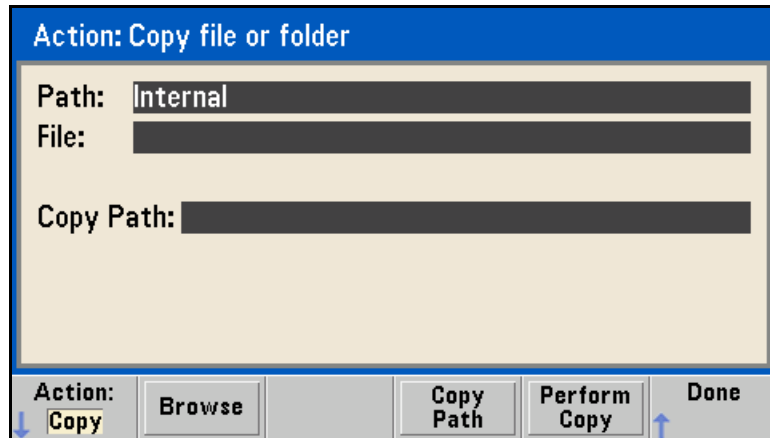 Action: Copy file or folder
Path: Internal
File:
Copy Path:
Action: Copy
Browse
Copy Path
Perform Copy
Done